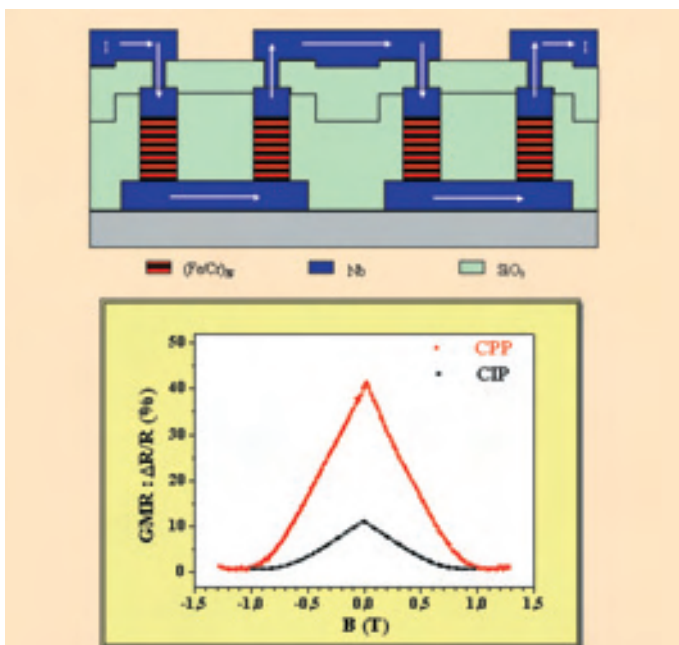 I I
(Fe/Cr)N Nb SiO₂
50
40
30
20
10
0
GMR : ΔR/R (%)
CPP
CIP
-1,5 -1,0 -0,5 0,0 0,5 1,0 1,5
B (T)